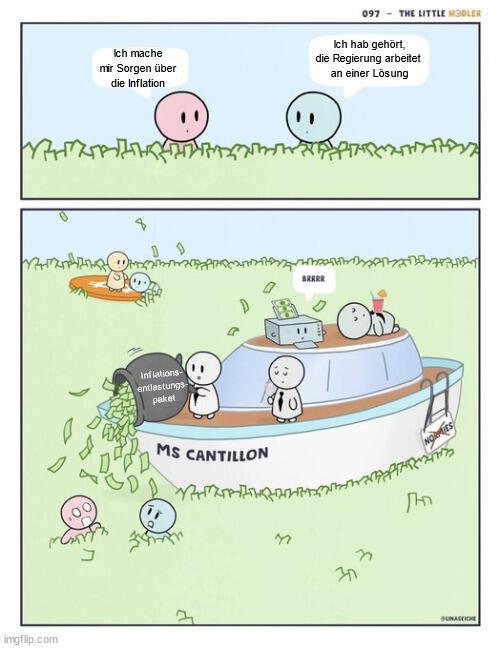 097 - THE LITTLE HODLER
Ich mache
mir Sorgen über
die Inflation
Ich hab gehört,
die Regierung arbeitet
an einer Lösung
BRRRR
Inflations-
entlastungs-
paket
MS CANTILLON
NORMIES
@LINASEICHE
imgflip.com